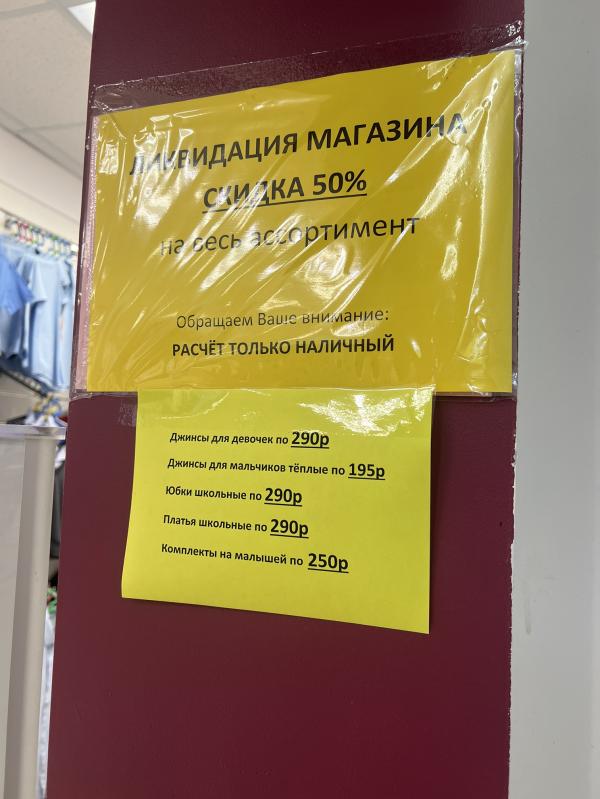 ЛИКВИДАЦИЯ МАГАЗИНА
СКИДКА 50%
на весь ассортимент
Обращаем Ваше внимание:
РАСЧЁТ ТОЛЬКО НАЛИЧНЫЙ
Джинсы для девочек по 290р
Джинсы для мальчиков тёплые по 195р
Юбки школьные по 290р
Платья школьные по 290р
Комплекты на малышей по 250р